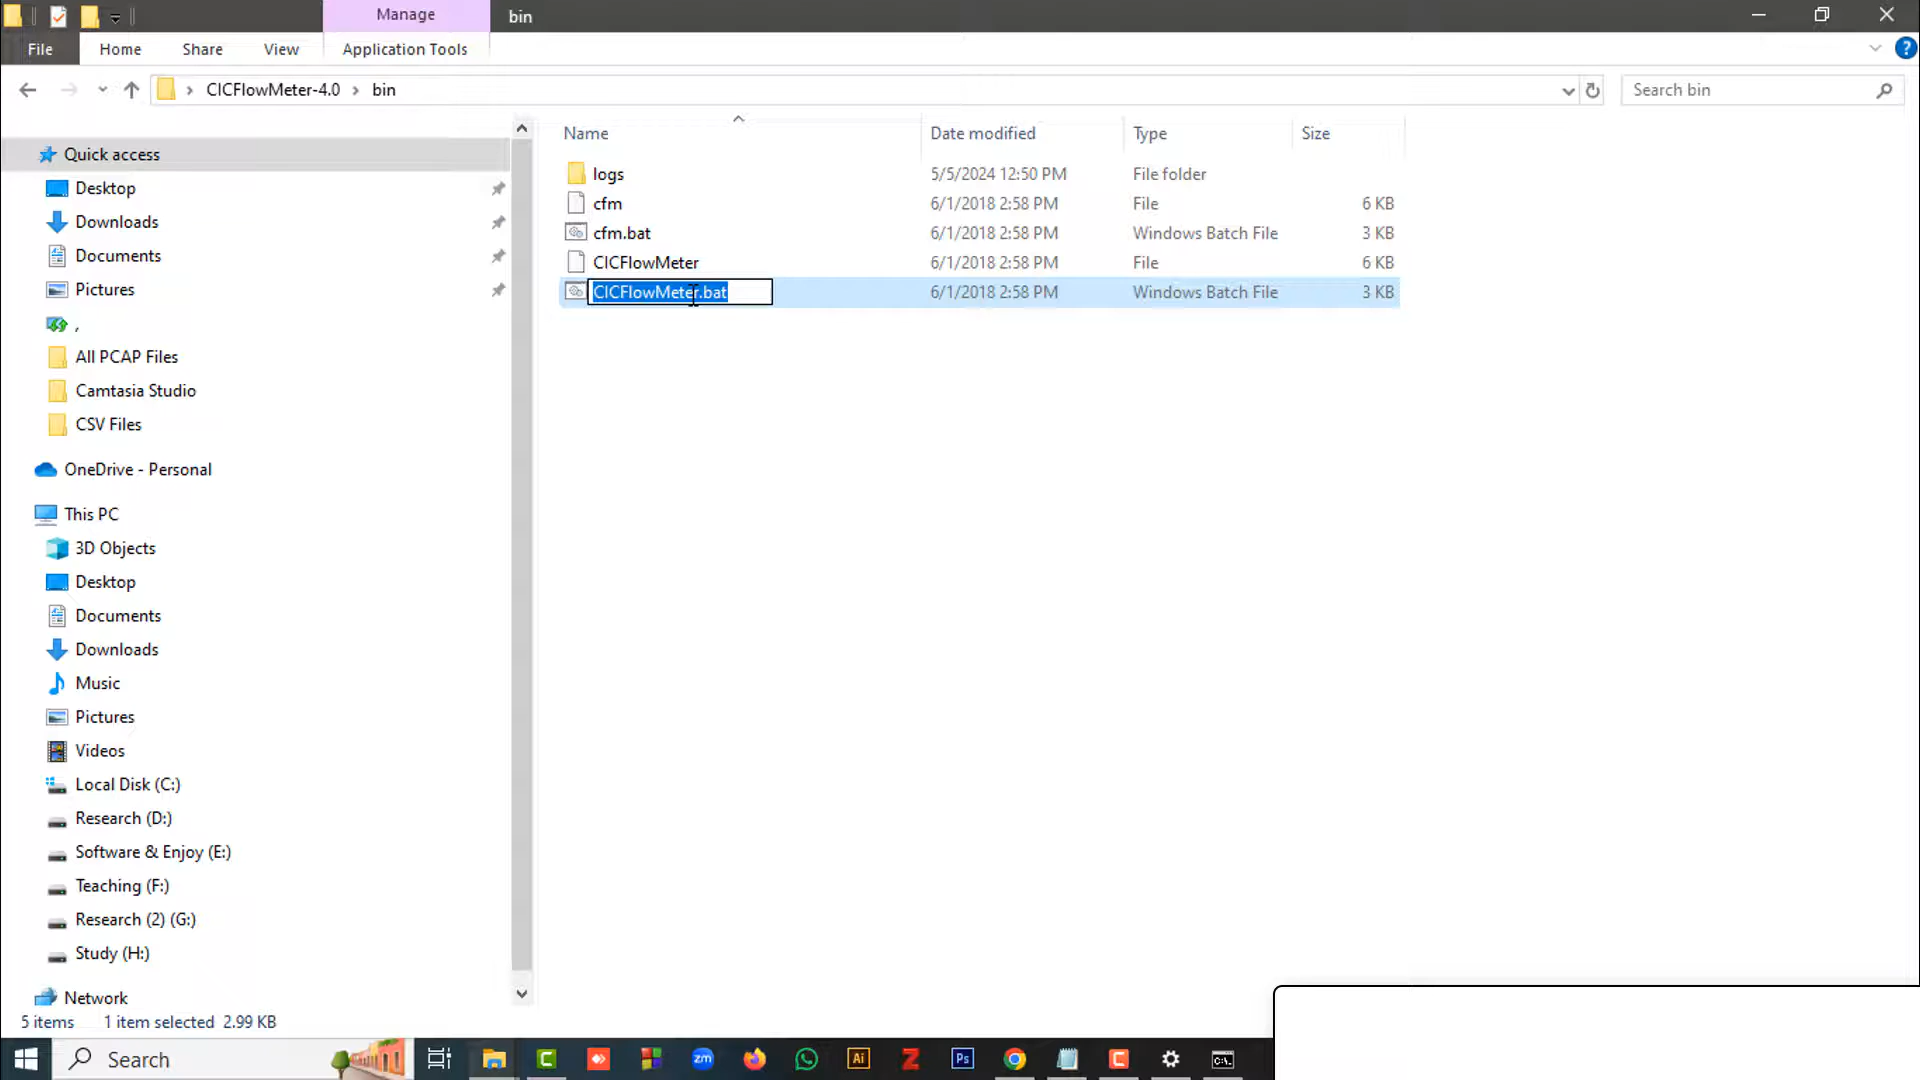 Manage
bin
File
Home
Share
View
Application Tools
?
CICFlowMeter-4.0
bin
Search bin
Name
Date modified
Type
Size
logs
5/5/2024 12:50 PM
File folder
cfm
6/1/2018 2:58 PM
File
6 KB
cfm.bat
6/1/2018 2:58 PM
Windows Batch File
3 KB
CICFlowMeter
6/1/2018 2:58 PM
File
6 KB
CICFlowMeter.bat
6/1/2018 2:58 PM
Windows Batch File
3 KB
Quick access
Desktop
Downloads
Documents
Pictures
,
All PCAP Files
Camtasia Studio
CSV Files
OneDrive - Personal
This PC
3D Objects
Desktop
Documents
Downloads
Music
Pictures
Videos
Local Disk (C:)
Research (D:)
Software & Enjoy (E:)
Teaching (F:)
Research (2) (G:)
Study (H:)
Network
5 items
1 item selected 2.99 KB
Search
C
zm
Ai
Z
Ps
C
C:\